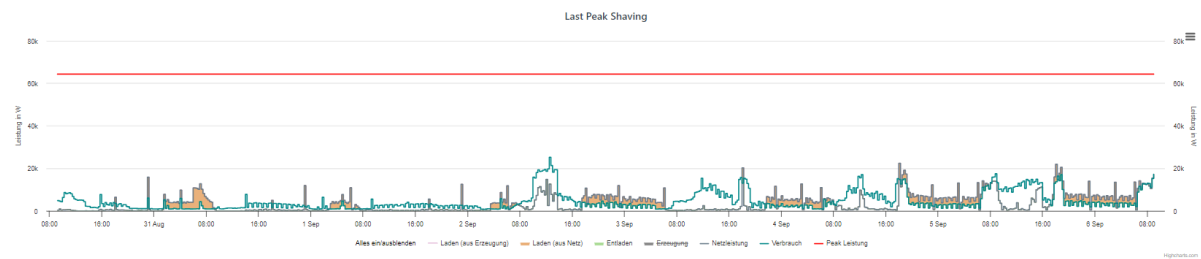 Last Peak Shaving
80k
80k
60k
60k
40k
40k
20k
20k
0
0
Leistung in W
Leistung in W
08:00
16:00
31 Aug
08:00
16:00
1 Sep
08:00
16:00
2 Sep
08:00
16:00
3 Sep
08:00
16:00
4 Sep
08:00
16:00
5 Sep
08:00
16:00
6 Sep
08:00
Alles ein/ausblenden Laden (aus Erzeugung) Laden (aus Netz) Entladen Erzeugung Netzleistung Verbrauch Peak Leistung
Highcharts.com